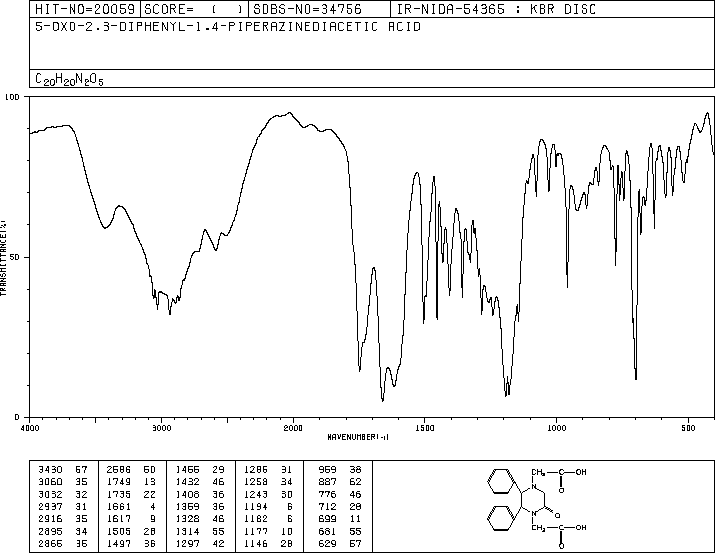 HIT-NO=20059 SCORE= ( ) SDBS-NO=34756 IR-NIDA-54365 : KBR DISC
5-OXO-2,3-DIPHENYL-1,4-PIPERAZINEDIACETIC ACID
C20H20N2O5
100
50
0
TRANSMITTANCE(%)
4000 3000 2000 1500 1000 500
WAVENUMBER(-1)
3430 57 2586 50 1466 29 1286 31 959 38
3060 35 1749 13 1432 46 1258 34 887 62
3032 32 1735 22 1408 36 1243 30 776 46
2937 31 1661 4 1359 36 1194 6 712 28
2916 35 1617 9 1328 46 1182 6 699 11
2895 34 1505 28 1314 55 1177 10 681 55
2866 35 1497 36 1297 42 1146 28 629 57
CH2 C OH
O
N
O
N
CH2 C OH
O